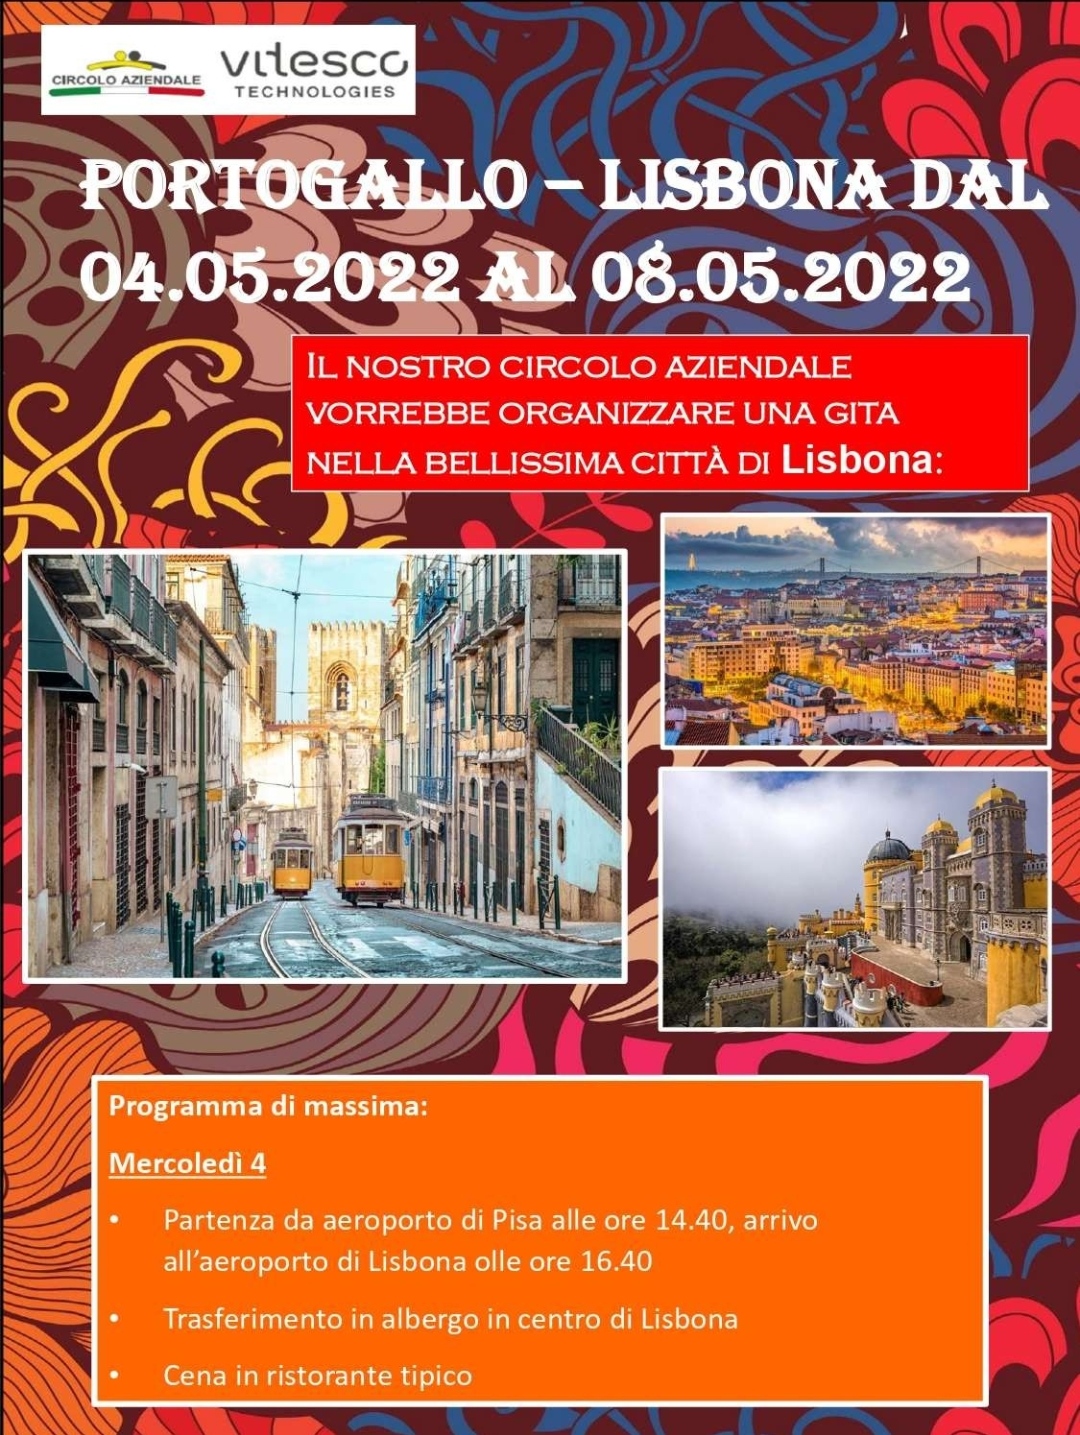 CIRCOLO AZIENDALE
vitesco
TECHNOLOGIES
PORTOGALLO – LISBONA DAL
04.05.2022 AL 08.05.2022
IL NOSTRO CIRCOLO AZIENDALE
VORREBBE ORGANIZZARE UNA GITA
NELLA BELLISSIMA CITTÀ DI Lisbona:
Programma di massima:
Mercoledì 4
• Partenza da aeroporto di Pisa alle ore 14.40, arrivo
all’aeroporto di Lisbona olle ore 16.40
• Trasferimento in albergo in centro di Lisbona
• Cena in ristorante tipico